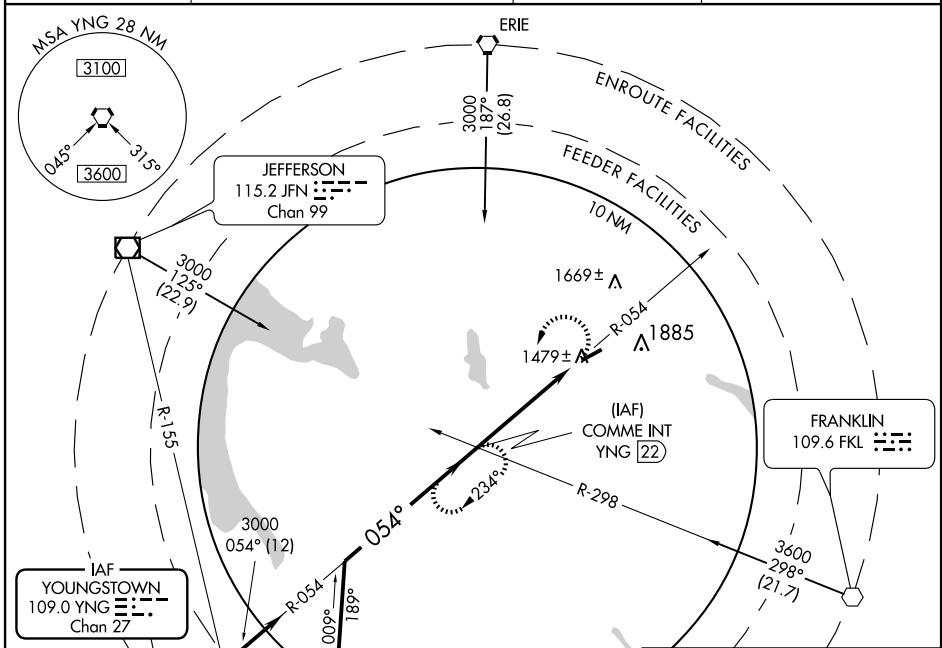 MSA YNG 28 NM
3100
045°
315°
3600
ERIE
3000
187°
(26.8)
ENROUTE FACILITIES
FEEDER FACILITIES
10 NM
JEFFERSON
115.2 JFN
Chan 99
3000
125°
(22.9)
1669±
R-054
1479±
1885
R-155
(IAF)
COMME INT
YNG 22
FRANKLIN
109.6 FKL
234°
R-298
054°
3000
054° (12)
3600
298°
(21.7)
IAF
YOUNGSTOWN
109.0 YNG
Chan 27
R-054
009°
189°